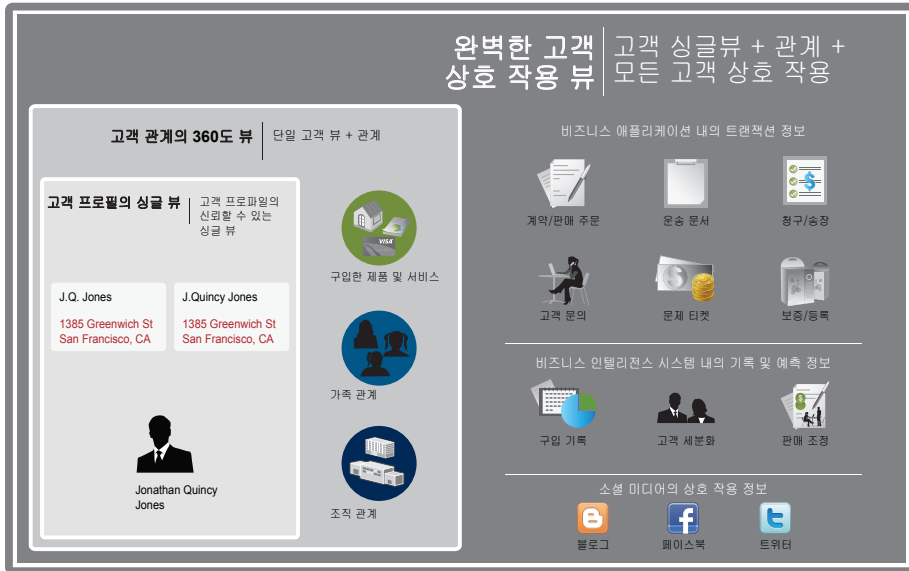 완벽한 고객
상호 작용 뷰
고객 싱글뷰 + 관계 +
모든 고객 상호 작용
고객 관계의 360도 뷰
단일 고객 뷰 + 관계
고객 프로필의 싱글 뷰
고객 프로파일의
신뢰할 수 있는
싱글 뷰
J.Q. Jones
1385 Greenwich St
San Francisco, CA
J.Quincy Jones
1385 Greenwich St
San Francisco, CA
Jonathan Quincy
Jones
VISA
구입한 제품 및 서비스
가족 관계
조직 관계
비즈니스 애플리케이션 내의 트랜잭션 정보
계약/판매 주문
운송 문서
청구/송장
고객 문의
문제 티켓
보증/등록
비즈니스 인텔리전스 시스템 내의 기록 및 예측 정보
구입 기록
고객 세분화
판매 조정
소셜 미디어의 상호 작용 정보
블로그
페이스북
트위터